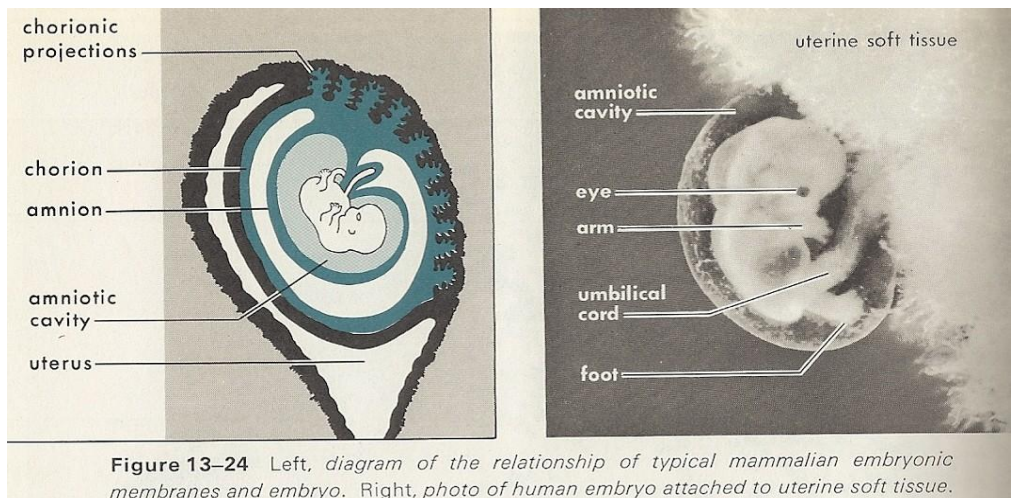 chorionic
projections
chorion
amnion
amniotic
cavity
uterus
uterine soft tissue
amniotic
cavity
eye
arm
umbilical
cord
foot
Figure 13–24 Left, diagram of the relationship of typical mammalian embryonic
membranes and embryo. Right, photo of human embryo attached to uterine soft tissue.